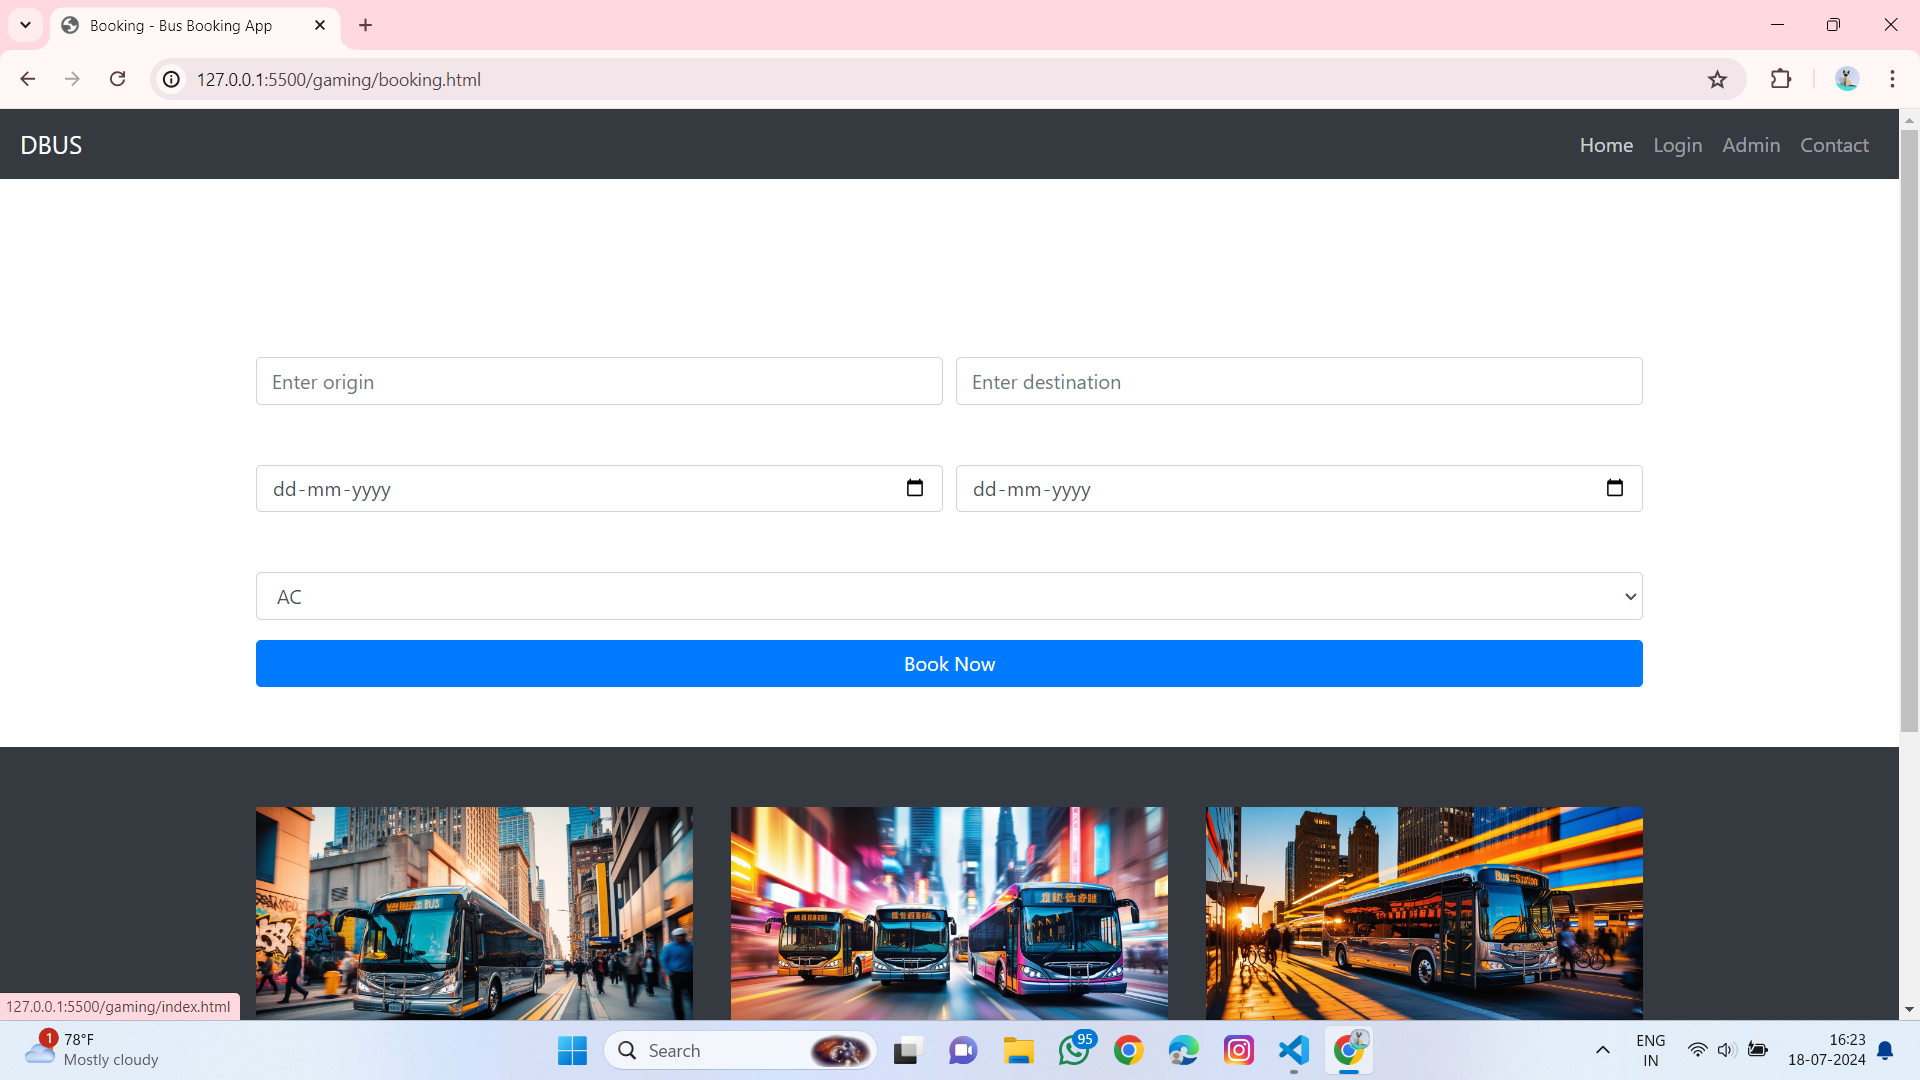 Booking - Bus Booking App
127.0.0.1:5500/gaming/booking.html
DBUS
Home Login Admin Contact
Enter origin
Enter destination
dd-mm-yyyy
dd-mm-yyyy
AC
Book Now
Bus-Station
127.0.0.1:5500/gaming/index.html
1
78°F
Mostly cloudy
Search
95
ENG
IN
16:23
18-07-2024